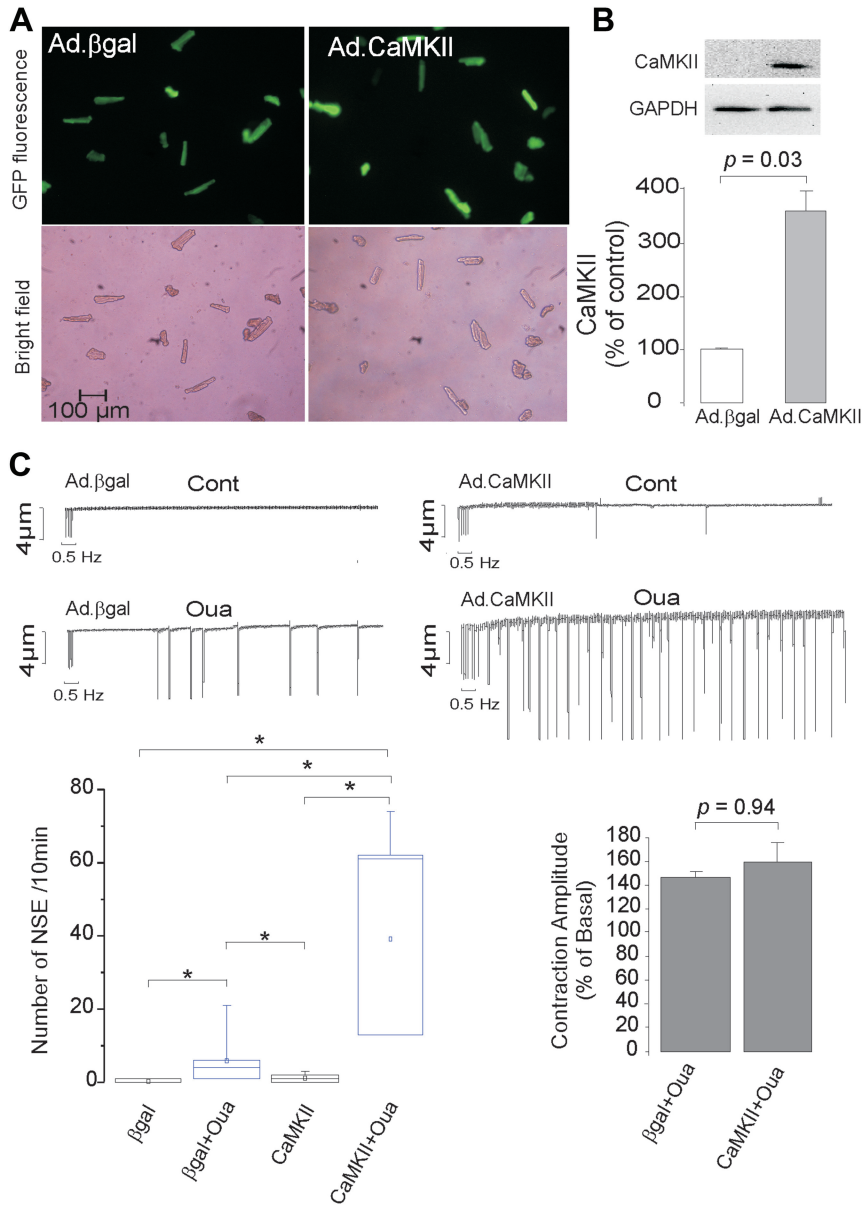 A
Ad.βgal
Ad.CaMKII
GFP fluorescence
Bright field
100 μm
B
CaMKII
GAPDH
p = 0.03
CaMKII
(% of control)
400
300
200
100
0
Ad.βgal
Ad.CaMKII
C
Ad.βgal
Cont
4μm
0.5 Hz
Ad.CaMKII
Cont
4μm
0.5 Hz
Ad.βgal
Oua
4μm
0.5 Hz
Ad.CaMKII
Oua
4μm
0.5 Hz
Number of NSE /10min
80
60
40
20
0
*
*
*
*
*
βgal
βgal+Oua
CaMKII
CaMKII+Oua
p = 0.94
Contraction Amplitude
(% of Basal)
180
160
140
120
100
80
60
40
20
0
βgal+Oua
CaMKII+Oua